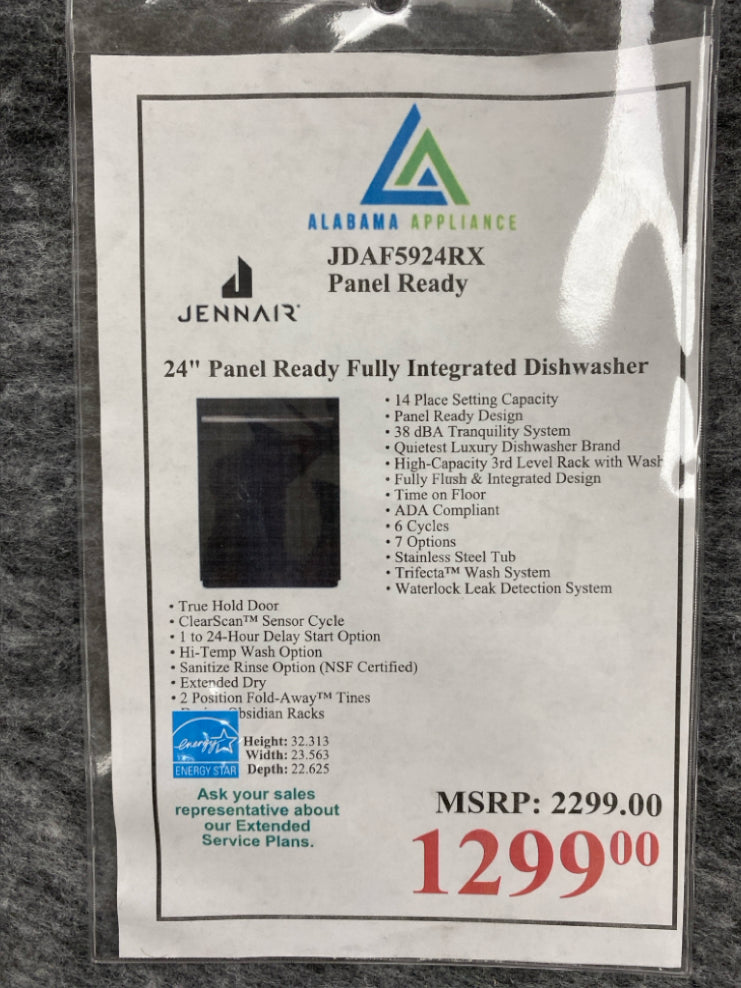 ALABAMA APPLIANCE
JDAF5924RX
Panel Ready
JENNAIR
24" Panel Ready Fully Integrated Dishwasher
• 14 Place Setting Capacity
• Panel Ready Design
• 38 dBA Tranquility System
• Quietest Luxury Dishwasher Brand
• High-Capacity 3rd Level Rack with Wash
• Fully Flush & Integrated Design
• Time on Floor
• ADA Compliant
• 6 Cycles
• 7 Options
• Stainless Steel Tub
• Trifecta™ Wash System
• Waterlock Leak Detection System
• True Hold Door
• ClearScan™ Sensor Cycle
• 1 to 24-Hour Delay Start Option
• Hi-Temp Wash Option
• Sanitize Rinse Option (NSF Certified)
• Extended Dry
• 2 Position Fold-Away™ Tines
Obsidian Racks
energy
ENERGY STAR
Height: 32.313
Width: 23.563
Depth: 22.625
Ask your sales
representative about
our Extended
Service Plans.
MSRP: 2299.00
1299⁰⁰